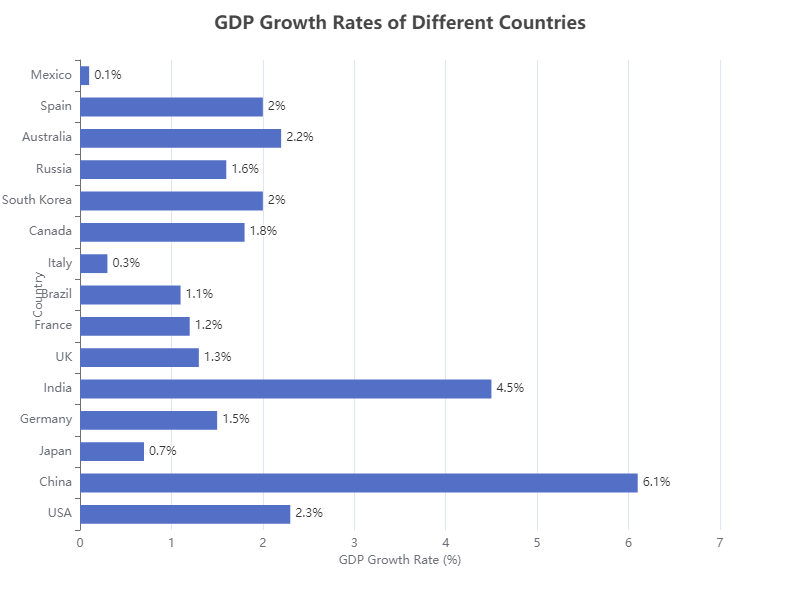 GDP Growth Rates of Different Countries
Mexico 0.1%
Spain 2%
Australia 2.2%
Russia 1.6%
South Korea 2%
Canada 1.8%
Italy 0.3%
Country
Brazil 1.1%
France 1.2%
UK 1.3%
India 4.5%
Germany 1.5%
Japan 0.7%
China 6.1%
USA 2.3%
0 1 2 3 4 5 6 7
GDP Growth Rate (%)